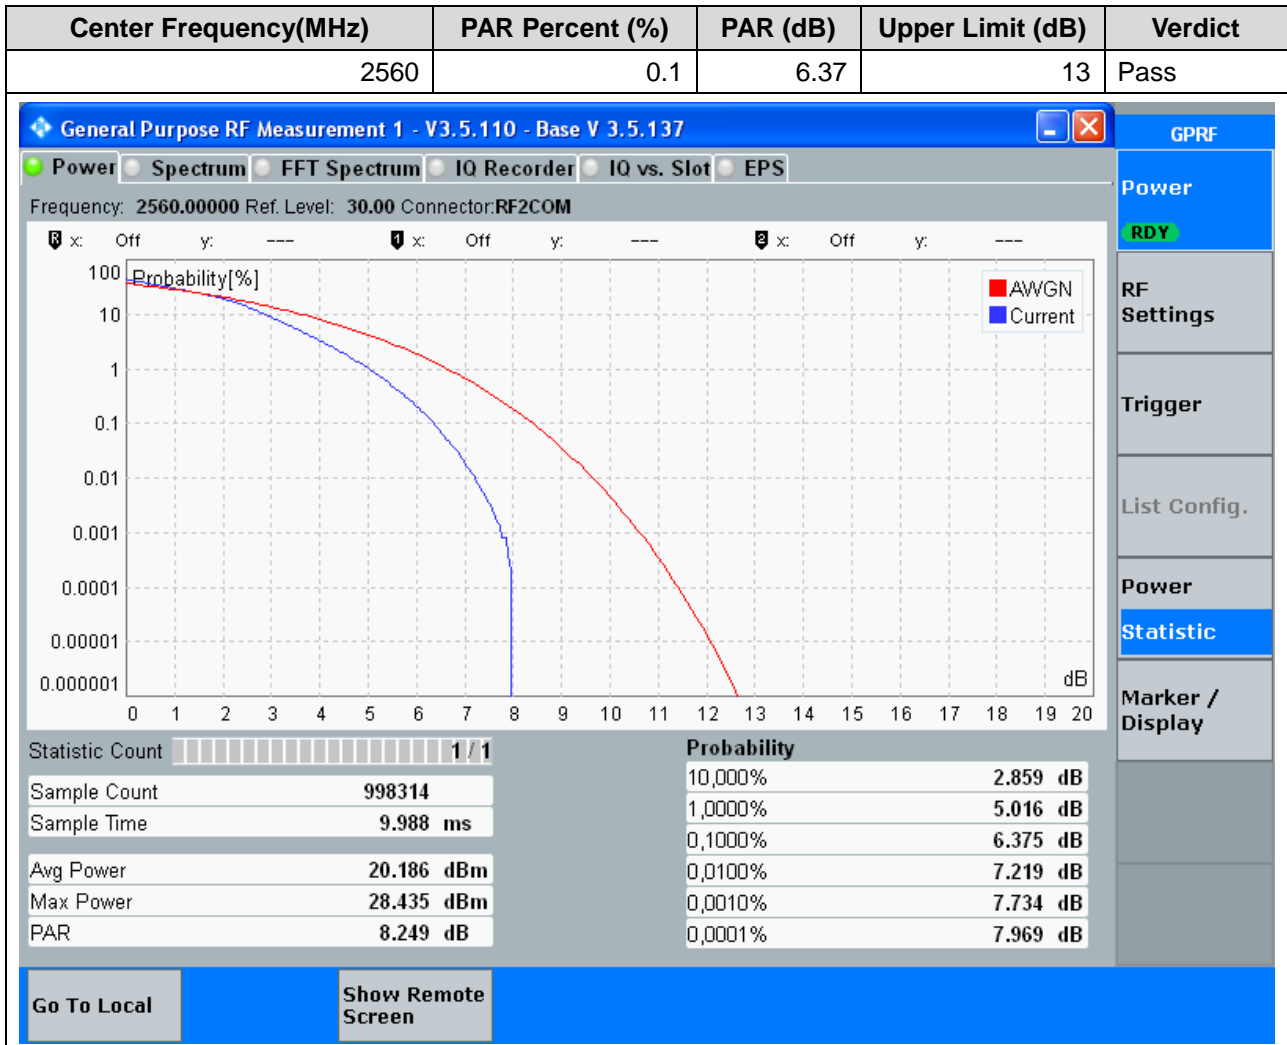 Center Frequency(MHz) PAR Percent (%) PAR (dB) Upper Limit (dB) Verdict
2560 0.1 6.37 13 Pass
General Purpose RF Measurement 1 - V3.5.110 - Base V 3.5.137
GPRF
Power Spectrum FFT Spectrum IQ Recorder IQ vs. Slot EPS
Frequency: 2560.00000 Ref. Level: 30.00 Connector:RF2COM
R x: Off y: --- 1 x: Off y: --- 2 x: Off y: ---
Probability[%]
100
10
1
0.1
0.01
0.001
0.0001
0.00001
0.000001
AWGN
Current
dB
0 1 2 3 4 5 6 7 8 9 10 11 12 13 14 15 16 17 18 19 20
Statistic Count 1 / 1
Sample Count 998314
Sample Time 9.988 ms
Avg Power 20.186 dBm
Max Power 28.435 dBm
PAR 8.249 dB
Probability
10,000% 2.859 dB
1,0000% 5.016 dB
0,1000% 6.375 dB
0,0100% 7.219 dB
0,0010% 7.734 dB
0,0001% 7.969 dB
Power
RDY
RF
Settings
Trigger
List Config.
Power
Statistic
Marker /
Display
Go To Local
Show Remote
Screen